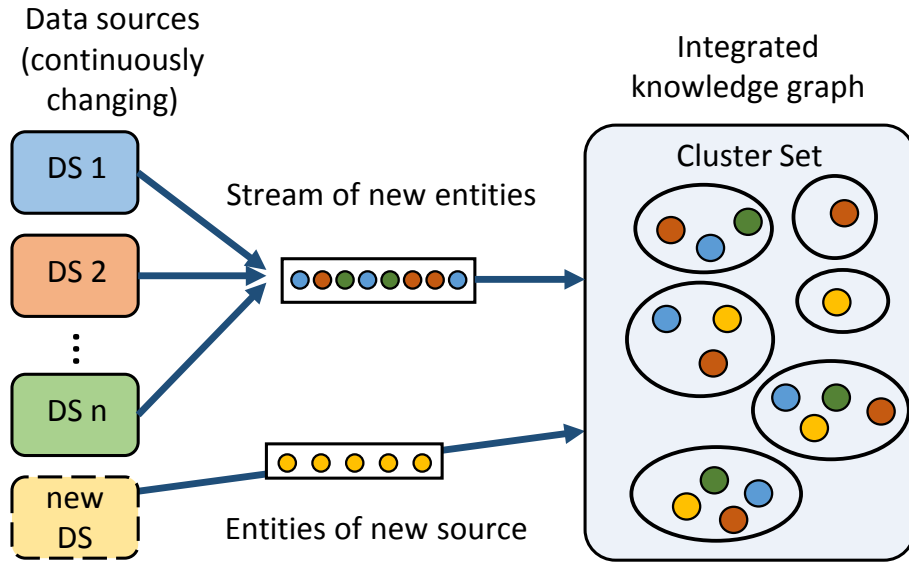 Data sources
(continuously
changing)
DS 1
DS 2
...
DS n
new
DS
Stream of new entities
Entities of new source
Integrated
knowledge graph
Cluster Set